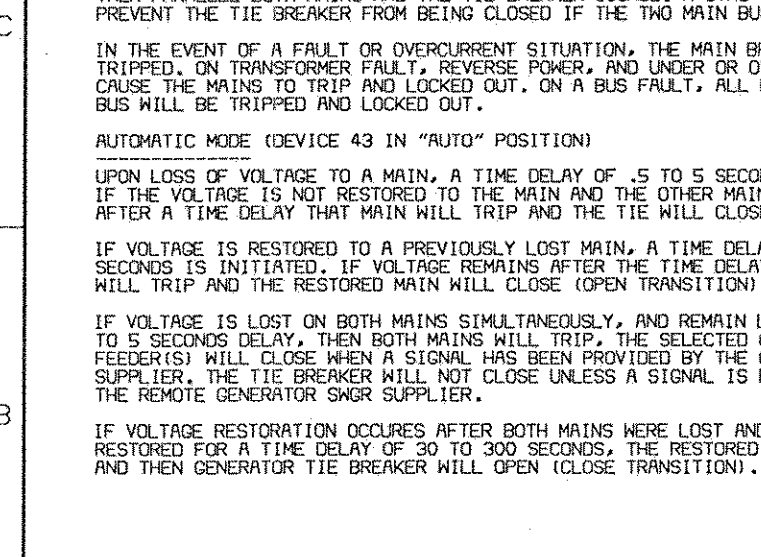 PREVENT THE TIE BREAKER FROM BEING CLOSED IF THE TWO MAIN BU
IN THE EVENT OF A FAULT OR OVERCURRENT SITUATION, THE MAIN B
TRIPPED. ON TRANSFORMER FAULT, REVERSE POWER, AND UNDER OR O
CAUSE THE MAINS TO TRIP AND LOCKED OUT. ON A BUS FAULT, ALL
BUS WILL BE TRIPPED AND LOCKED OUT.
AUTOMATIC MODE (DEVICE 43 IN "AUTO" POSITION)
UPON LOSS OF VOLTAGE TO A MAIN, A TIME DELAY OF .5 TO 5 SECO
IF THE VOLTAGE IS NOT RESTORED TO THE MAIN AND THE OTHER MAI
AFTER A TIME DELAY THAT MAIN WILL TRIP AND THE TIE WILL CLOS
IF VOLTAGE IS RESTORED TO A PREVIOUSLY LOST MAIN, A TIME DELA
SECONDS IS INITIATED. IF VOLTAGE REMAINS AFTER THE TIME DELA
WILL TRIP AND THE RESTORED MAIN WILL CLOSE (OPEN TRANSITION)
IF VOLTAGE IS LOST ON BOTH MAINS SIMULTANEOUSLY, AND REMAIN
TO 5 SECONDS DELAY, THEN BOTH MAINS WILL TRIP, THE SELECTED
FEEDER(S) WILL CLOSE WHEN A SIGNAL HAS BEEN PROVIDED BY THE
SUPPLIER. THE TIE BREAKER WILL NOT CLOSE UNLESS A SIGNAL IS
THE REMOTE GENERATOR SWGR SUPPLIER.
B
IF VOLTAGE RESTORATION OCCURES AFTER BOTH MAINS WERE LOST AND
RESTORED FOR A TIME DELAY OF 30 TO 300 SECONDS, THE RESTORED
AND THEN GENERATOR TIE BREAKER WILL OPEN (CLOSE TRANSITION).